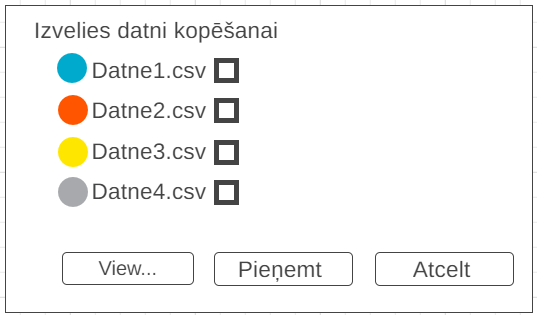 Izvelies datni kopēšanai
Datne1.csv
Datne2.csv
Datne3.csv
Datne4.csv
View... Pieņemt Atcelt